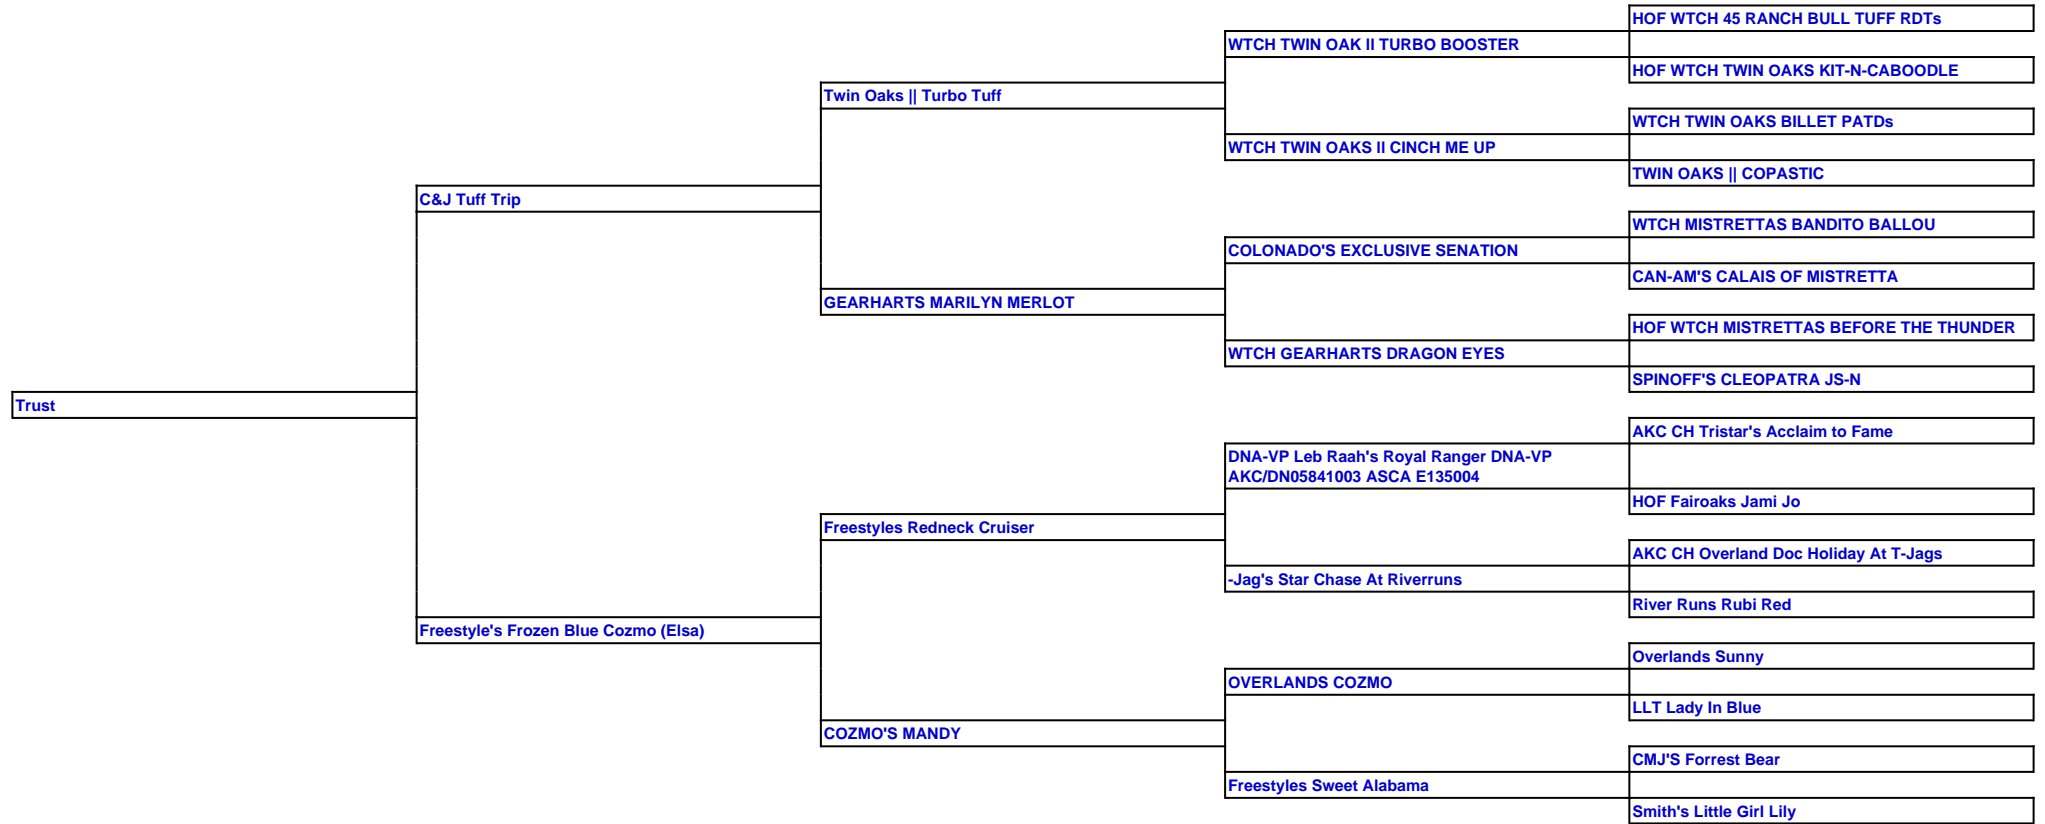 HOF WTCH 45 RANCH BULL TUFF RDTs
WTCH TWIN OAK II TURBO BOOSTER
HOF WTCH TWIN OAKS KIT-N-CABOODLE
Twin Oaks || Turbo Tuff
WTCH TWIN OAKS BILLET PATDs
WTCH TWIN OAKS II CINCH ME UP
TWIN OAKS || COPASTIC
C&J Tuff Trip
WTCH MISTRETTAS BANDITO BALLOU
COLONADO'S EXCLUSIVE SENATION
CAN-AM'S CALAIS OF MISTRETTA
GEARHARTS MARILYN MERLOT
HOF WTCH MISTRETTAS BEFORE THE THUNDER
WTCH GEARHARTS DRAGON EYES
SPINOFF'S CLEOPATRA JS-N
Trust
AKC CH Tristar's Acclaim to Fame
DNA-VP Leb Raah's Royal Ranger DNA-VP
AKC/DN05841003 ASCA E135004
HOF Fairoaks Jami Jo
Freestyles Redneck Cruiser
AKC CH Overland Doc Holiday At T-Jags
-Jag's Star Chase At Riverruns
River Runs Rubi Red
Freestyle's Frozen Blue Cozmo (Elsa)
Overlands Sunny
OVERLANDS COZMO
LLT Lady In Blue
COZMO'S MANDY
CMJ'S Forrest Bear
Freestyles Sweet Alabama
Smith's Little Girl Lily